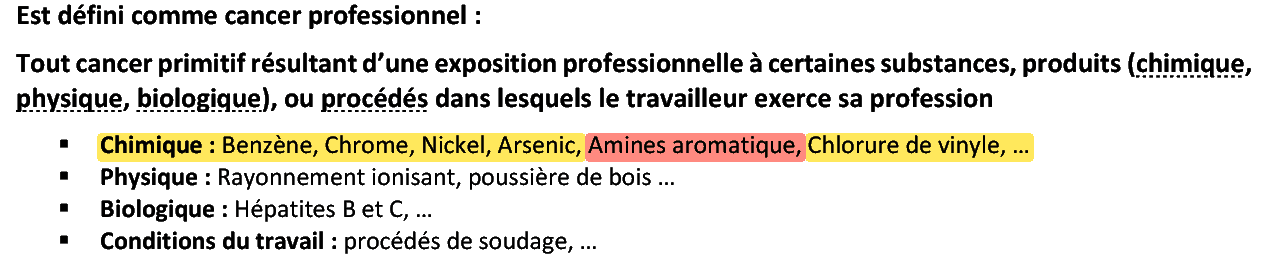 Est défini comme cancer professionnel :
Tout cancer primitif résultant d’une exposition professionnelle à certaines substances, produits (chimique,
physique, biologique), ou procédés dans lesquels le travailleur exerce sa profession
▪ Chimique : Benzène, Chrome, Nickel, Arsenic, Amines aromatique, Chlorure de vinyle, ...
▪ Physique : Rayonnement ionisant, poussière de bois ...
▪ Biologique : Hépatites B et C, ...
▪ Conditions du travail : procédés de soudage, ...